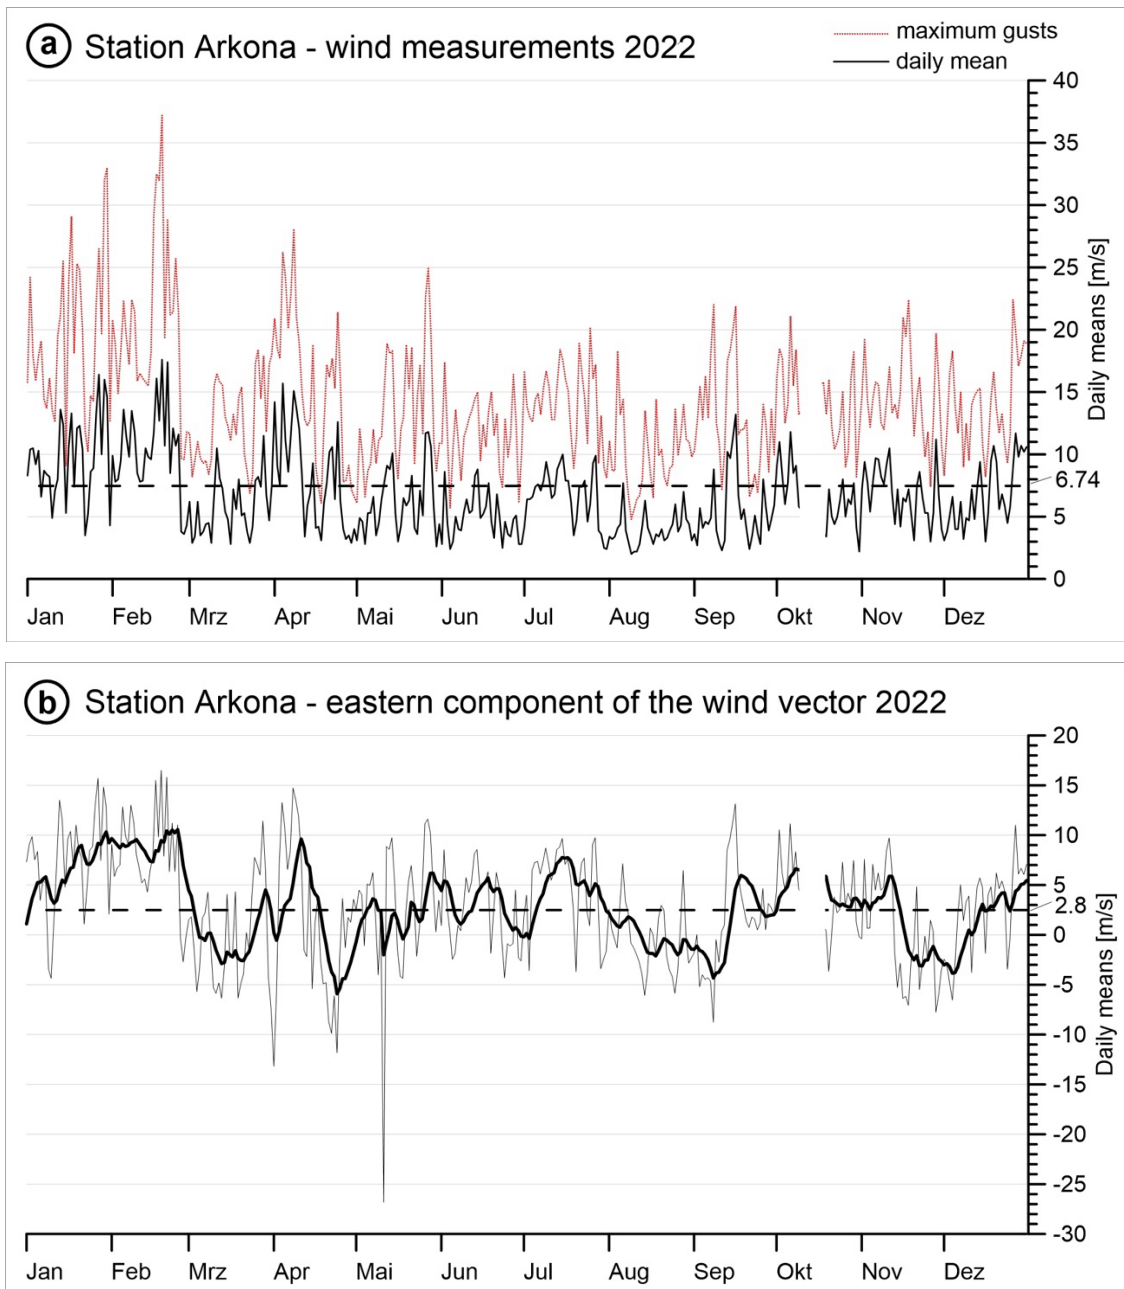 a Station Arkona - wind measurements 2022
maximum gusts
daily mean
40
35
30
25
20
15
10
6.74
5
0
Daily means [m/s]
Jan Feb Mrz Apr Mai Jun Jul Aug Sep Okt Nov Dez
b Station Arkona - eastern component of the wind vector 2022
20
15
10
5
2.8
0
-5
-10
-15
-20
-25
-30
Daily means [m/s]
Jan Feb Mrz Apr Mai Jun Jul Aug Sep Okt Nov Dez